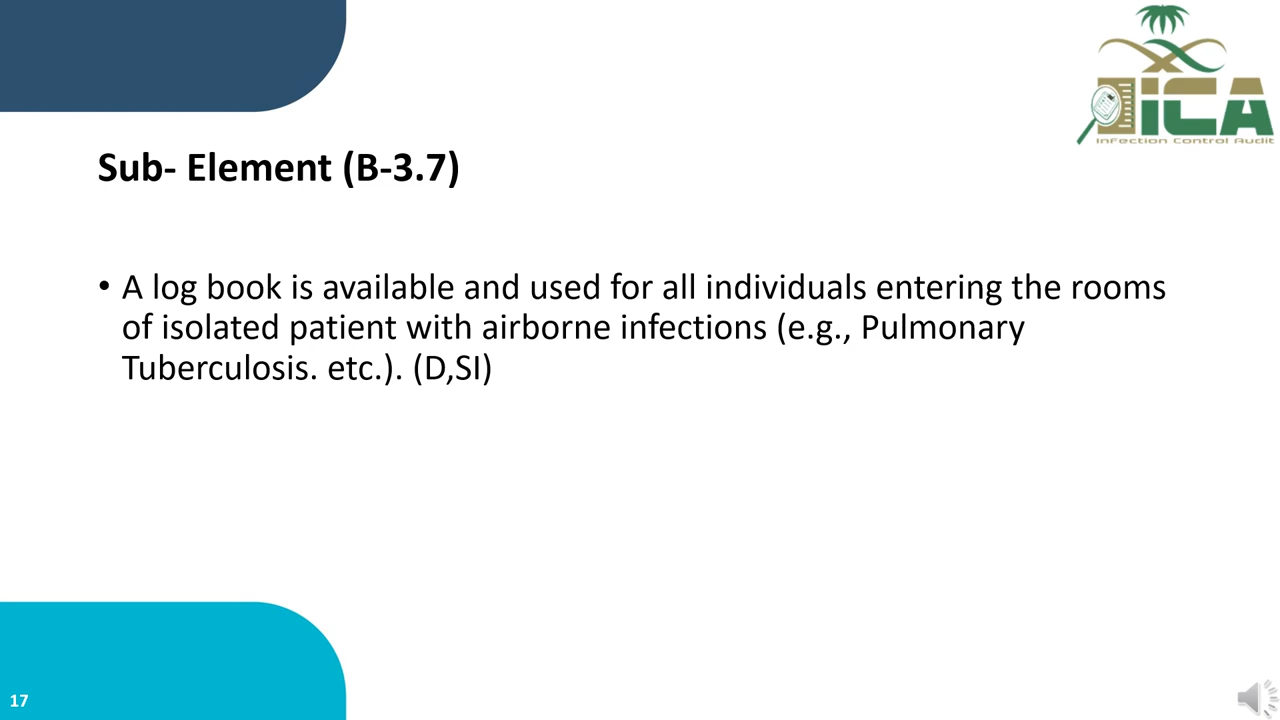 iCA
Infection Control Audit
Sub- Element (B-3.7)
• A log book is available and used for all individuals entering the rooms
of isolated patient with airborne infections (e.g., Pulmonary
Tuberculosis. etc.). (D,SI)
17